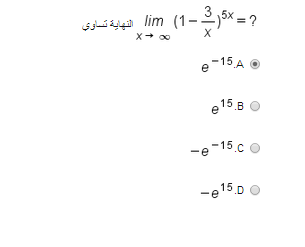 النهاية تساوي lim x→∞ (1 − 3/x)^5x = ?
e^−15 .A
e^15 .B
−e^−15 .C
−e^15 .D